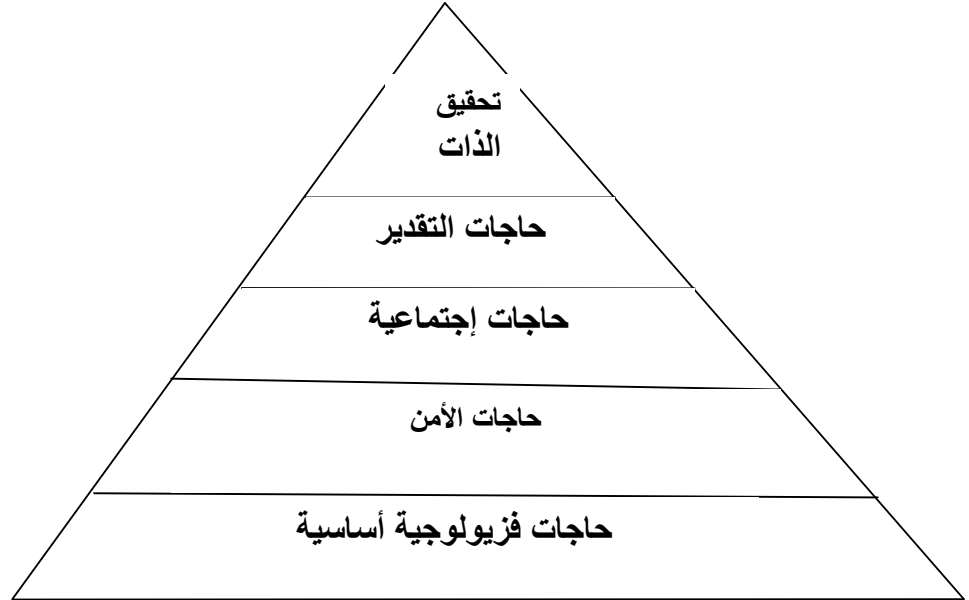 تحقيق
الذات
حاجات التقدير
حاجات إجتماعية
حاجات الأمن
حاجات فزيولوجية أساسية